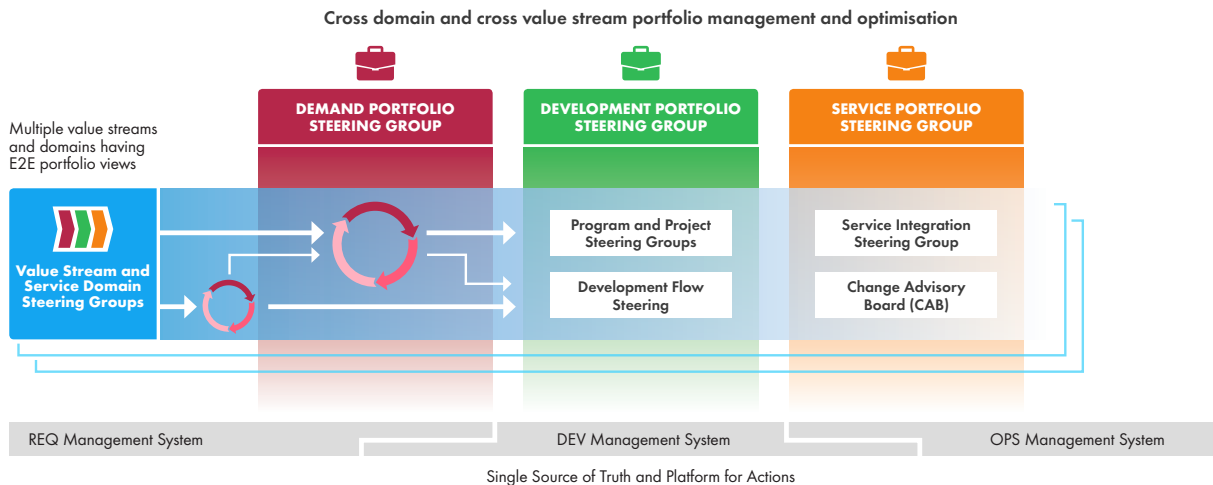 Cross domain and cross value stream portfolio management and optimisation
DEMAND PORTFOLIO
STEERING GROUP
DEVELOPMENT PORTFOLIO
STEERING GROUP
SERVICE PORTFOLIO
STEERING GROUP
Multiple value streams
and domains having
E2E portfolio views
Value Stream and
Service Domain
Steering Groups
Program and Project
Steering Groups
Service Integration
Steering Group
Development Flow
Steering
Change Advisory
Board (CAB)
REQ Management System
DEV Management System
OPS Management System
Single Source of Truth and Platform for Actions